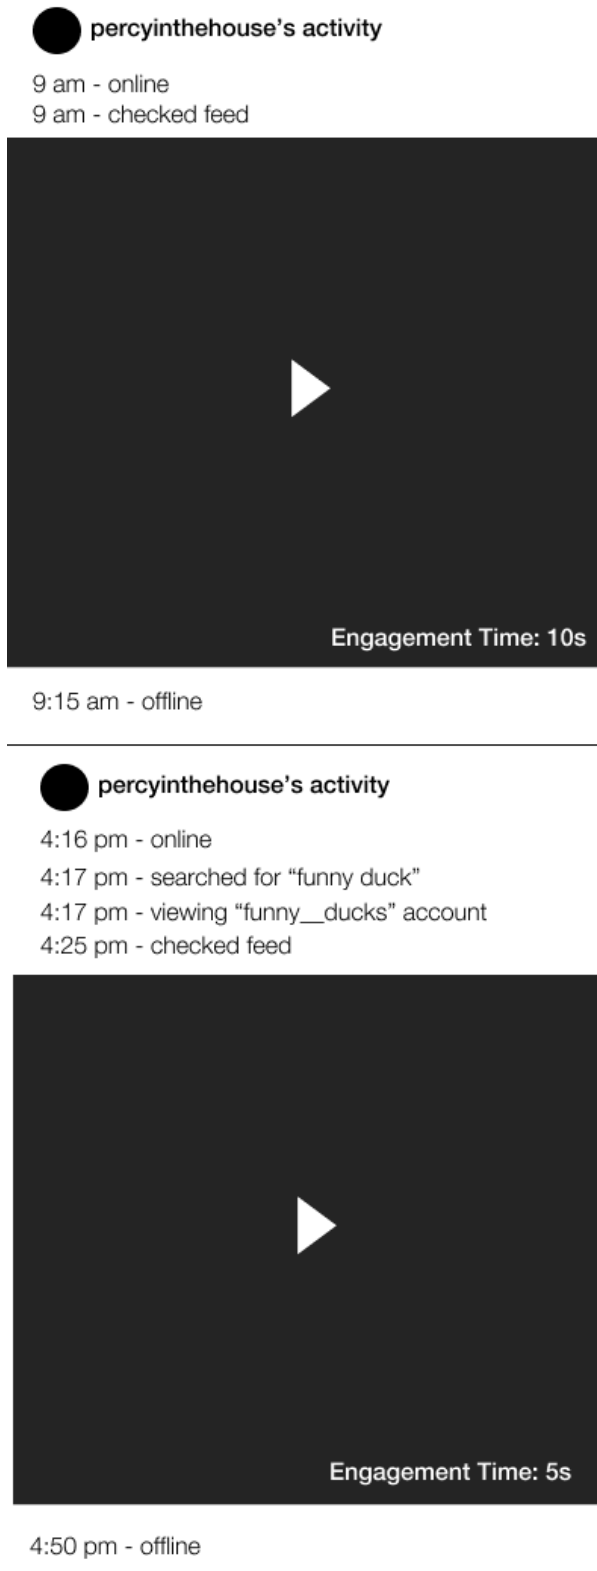 percyinthehouse's activity
9 am - online
9 am - checked feed
Engagement Time: 10s
9:15 am - offline
percyinthehouse's activity
4:16 pm - online
4:17 pm - searched for “funny duck”
4:17 pm - viewing “funny__ducks” account
4:25 pm - checked feed
Engagement Time: 5s
4:50 pm - offline